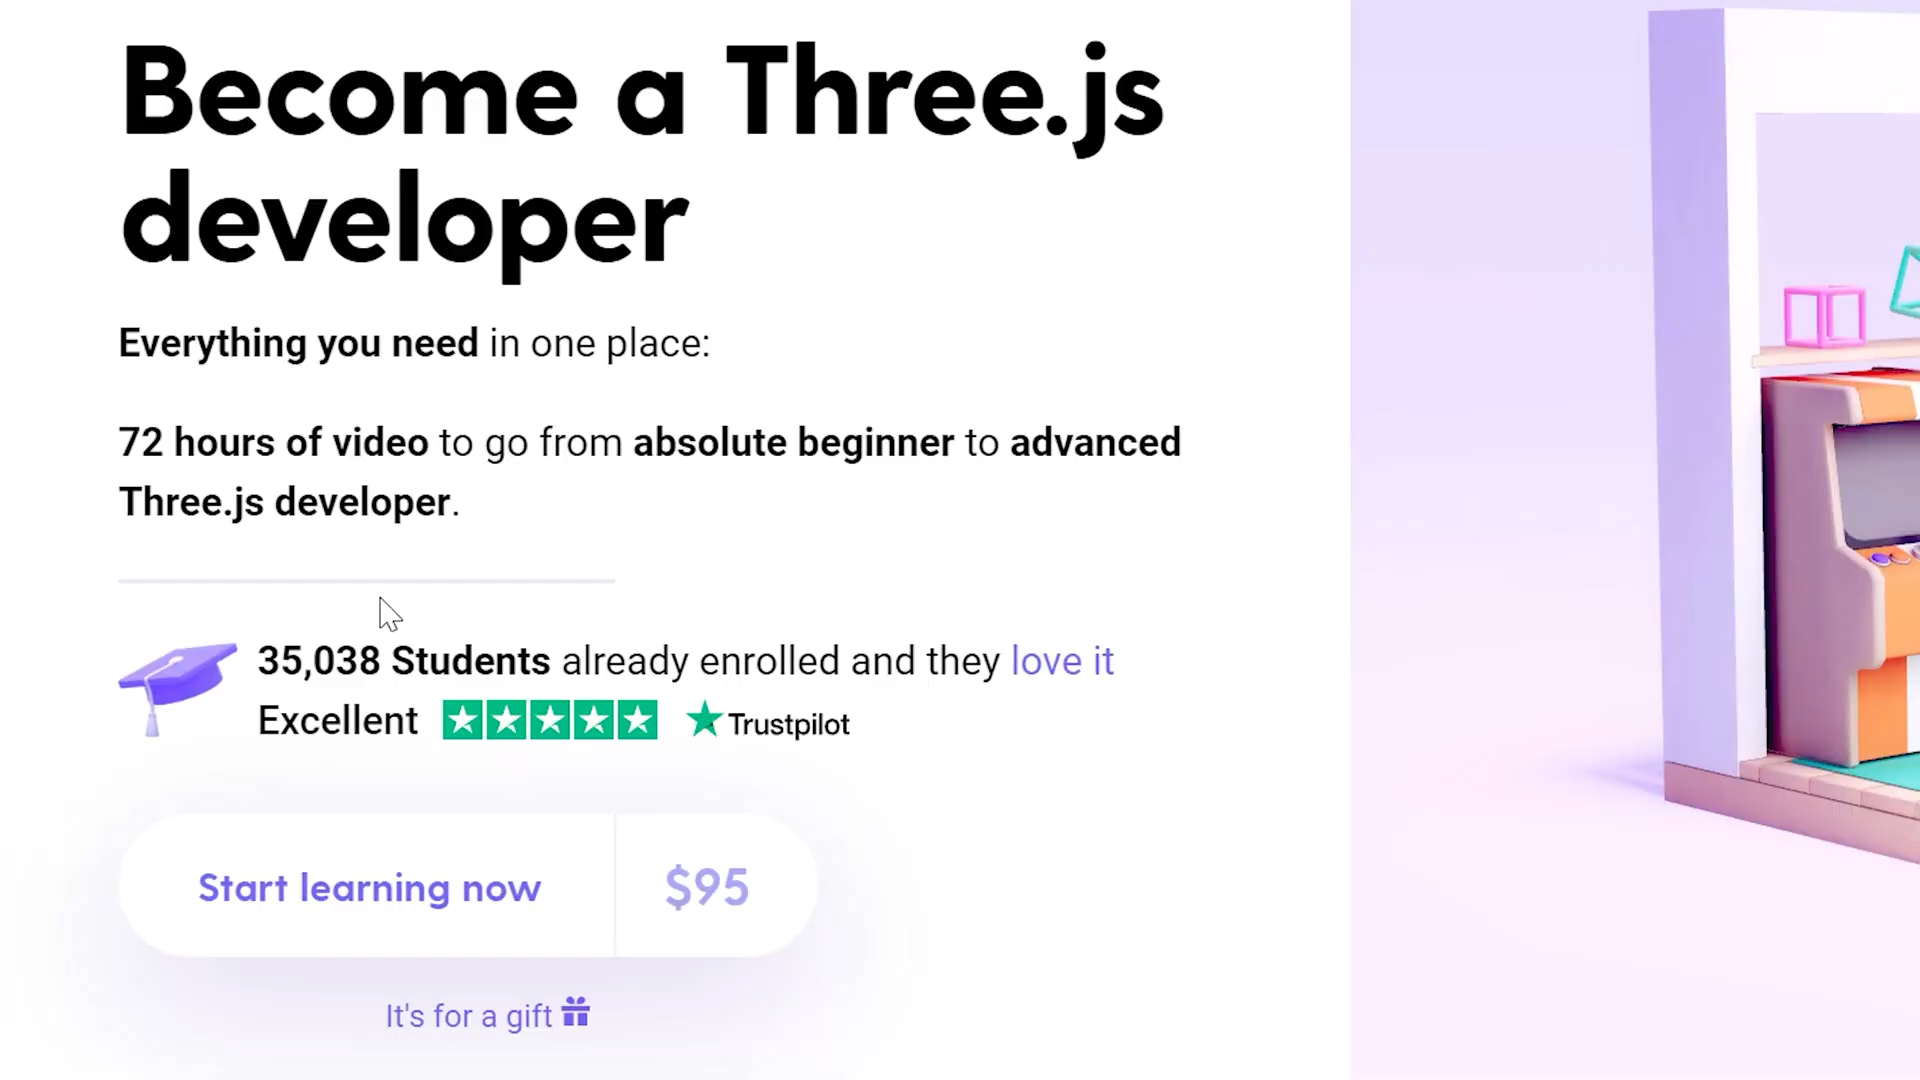 Become a Three.js
developer
Everything you need in one place:
72 hours of video to go from absolute beginner to advanced
Three.js developer.
35,038 Students already enrolled and they love it
Excellent Trustpilot
Start learning now $95
It's for a gift